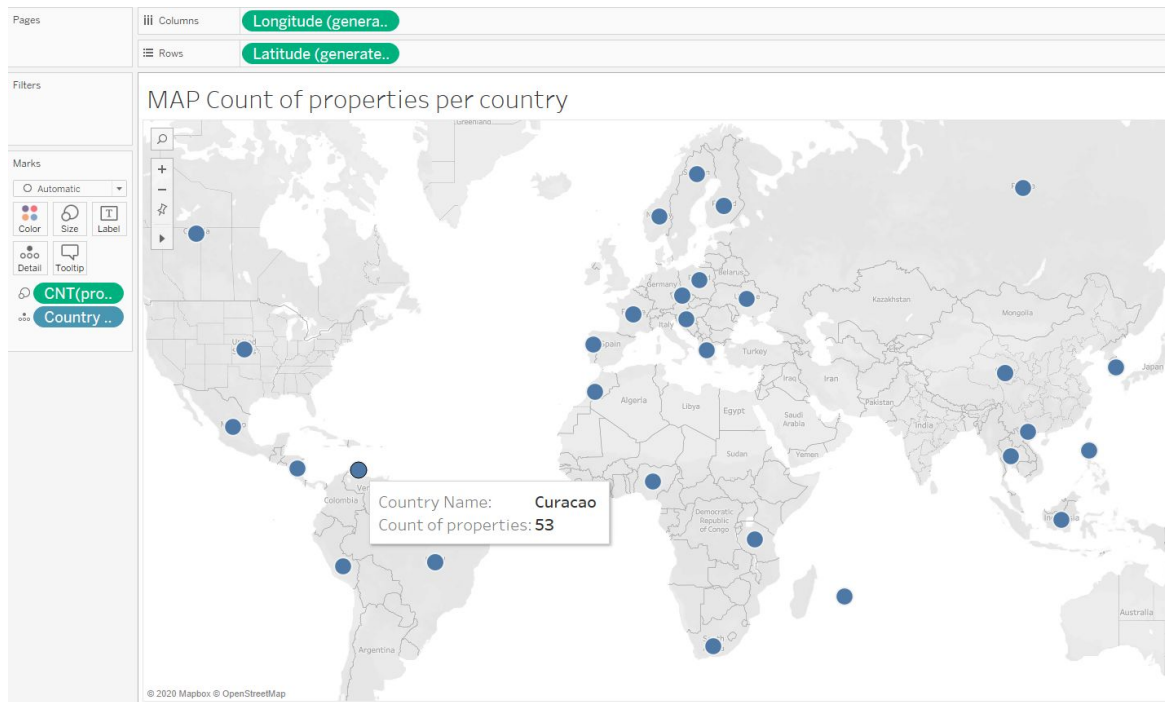 Pages
Columns
Longitude (genera..
Rows
Latitude (generate..
Filters
MAP Count of properties per country
Greenland
Marks
Automatic
Color
Size
Label
Detail
Tooltip
CNT(pro..
Country ..
Belarus
Germany
Kazakhstan
Mongolia
Italy
Spain
Turkey
Japan
Iraq
Iran
Algeria
Libya
Egypt
Pakistan
Saudi
Arabia
India
Sudan
Yemen
Colombia
Country Name: Curacao
Count of properties: 53
Democratic
Republic
of Congo
Australia
Argentina
© 2020 Mapbox © OpenStreetMap